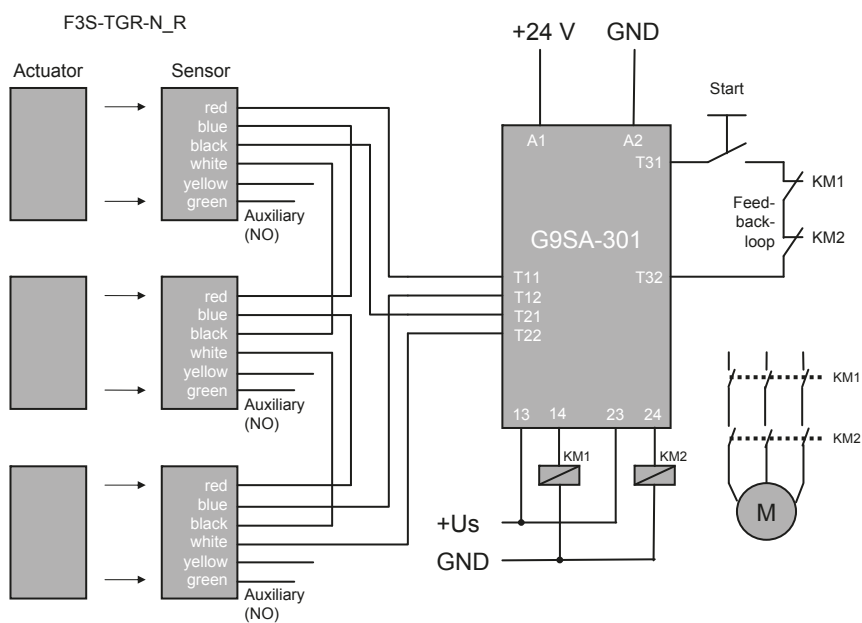 F3S-TGR-N_R
Actuator
Sensor
red
blue
black
white
yellow
green
Auxiliary
(NO)
red
blue
black
white
yellow
green
Auxiliary
(NO)
red
blue
black
white
yellow
green
Auxiliary
(NO)
+24 V
GND
A1
A2
T31
G9SA-301
T11
T12
T21
T22
T32
13
14
23
24
Start
KM1
Feed-
back-
loop
KM2
KM1
KM2
+Us
GND
KM1
KM2
M